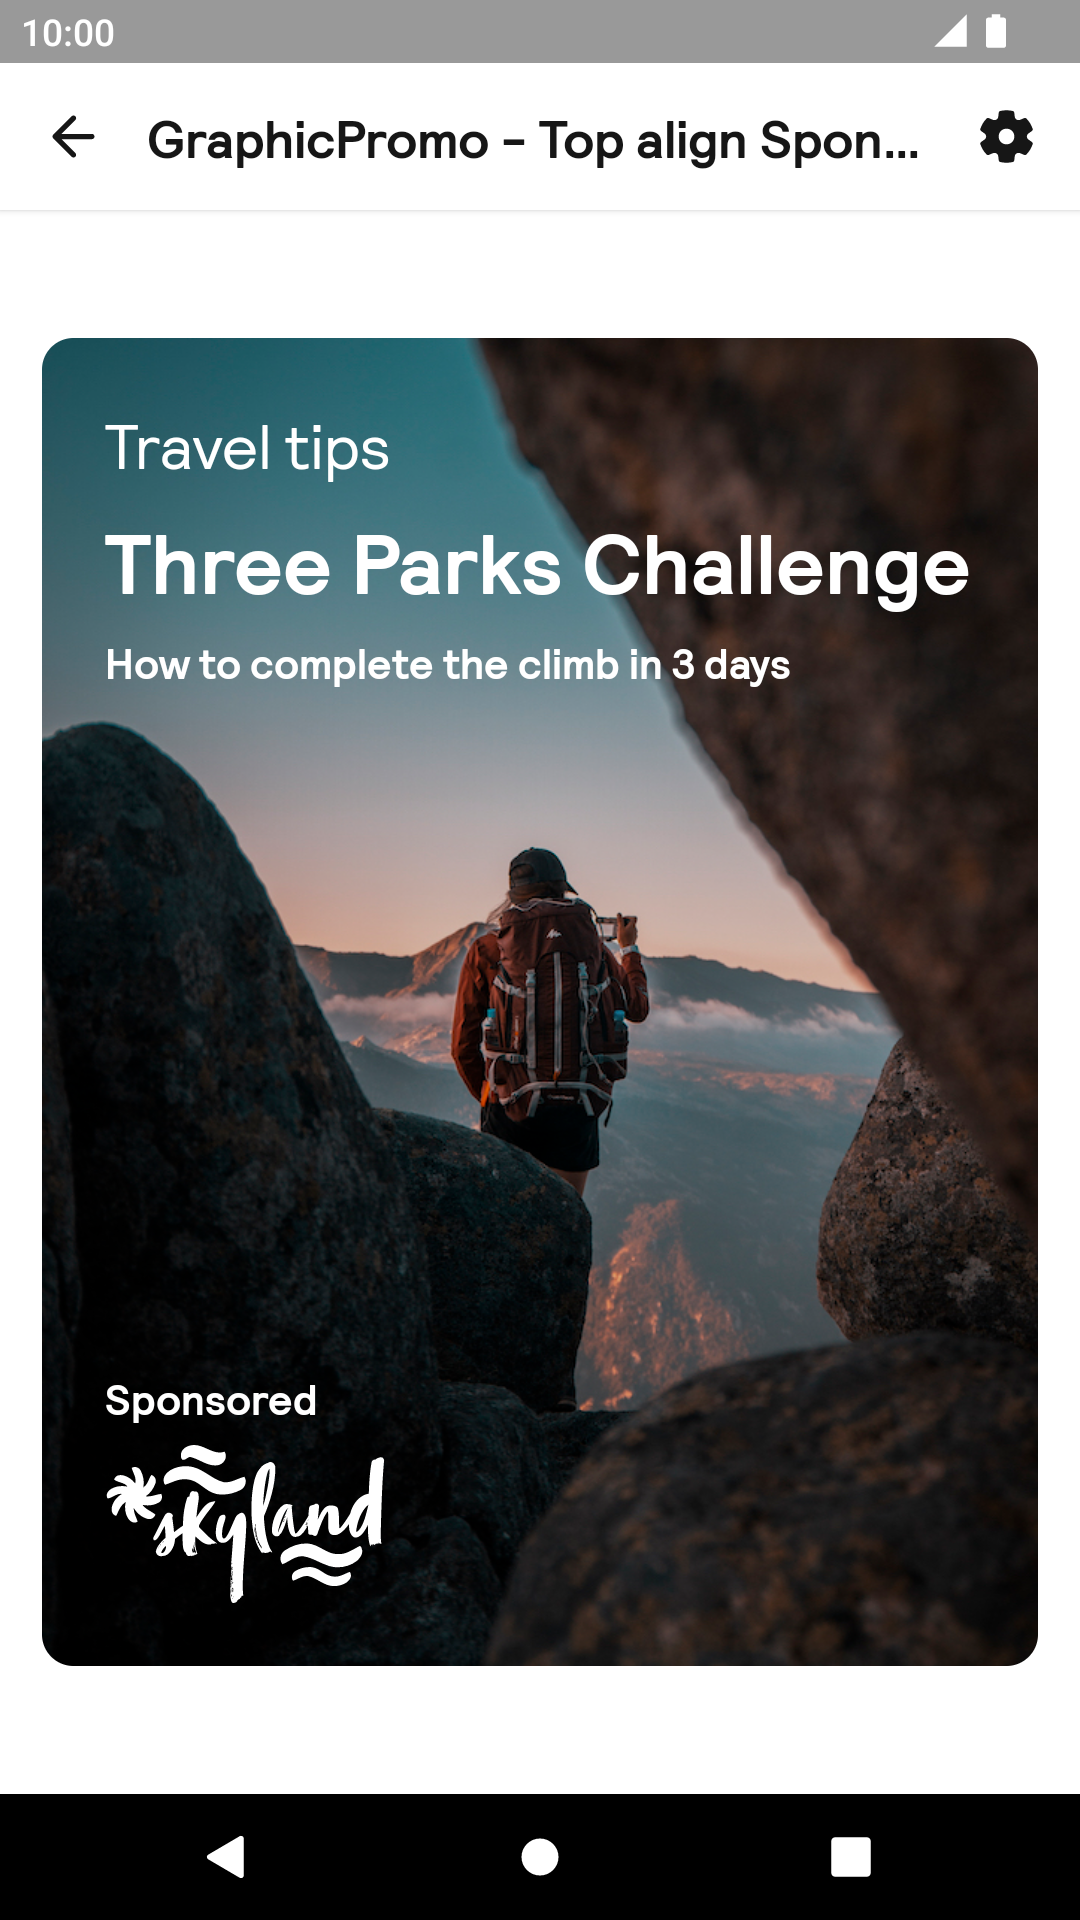 10:00
GraphicPromo - Top align Spon...
Travel tips
Three Parks Challenge
How to complete the climb in 3 days
Sponsored
skyland